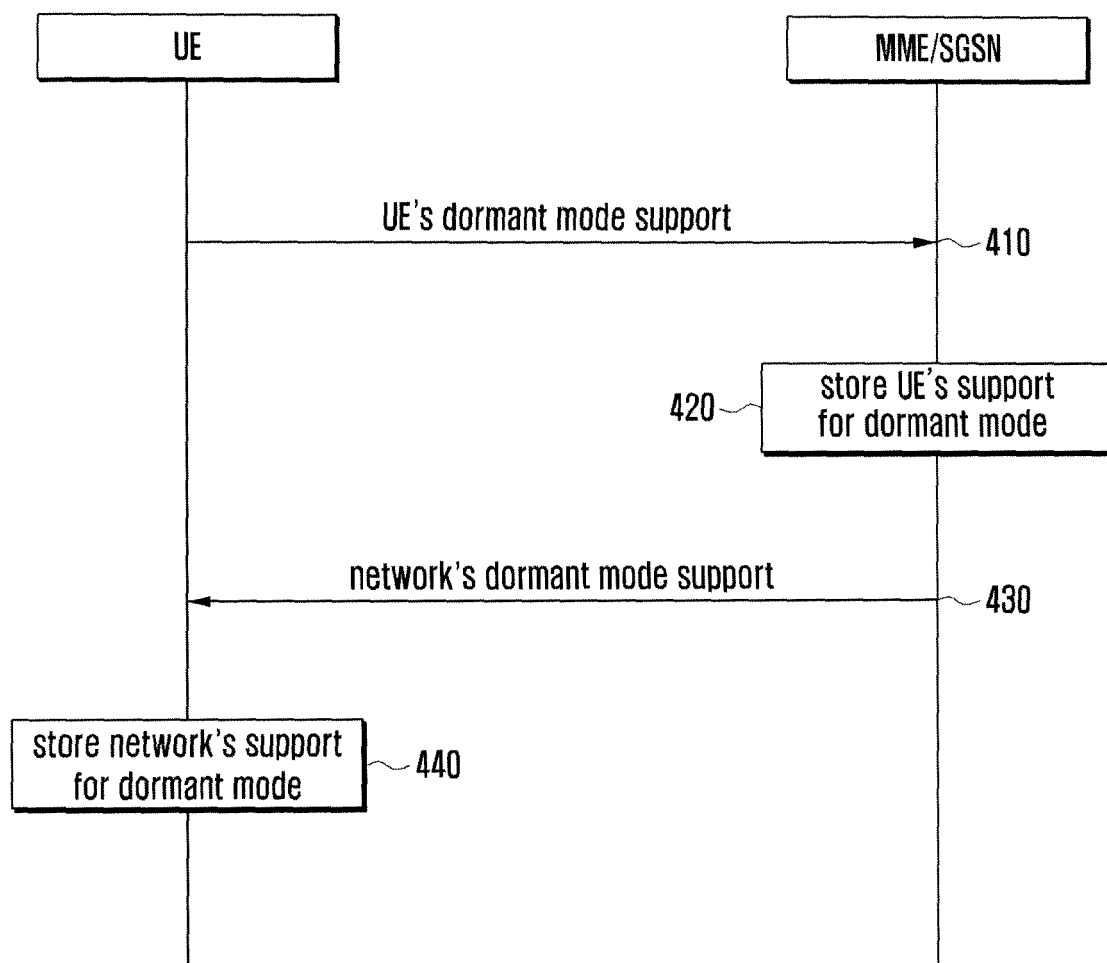 UE
MME/SGSN
UE's dormant mode support
410
store UE's support
for dormant mode
420
network's dormant mode support
430
store network's support
for dormant mode
440